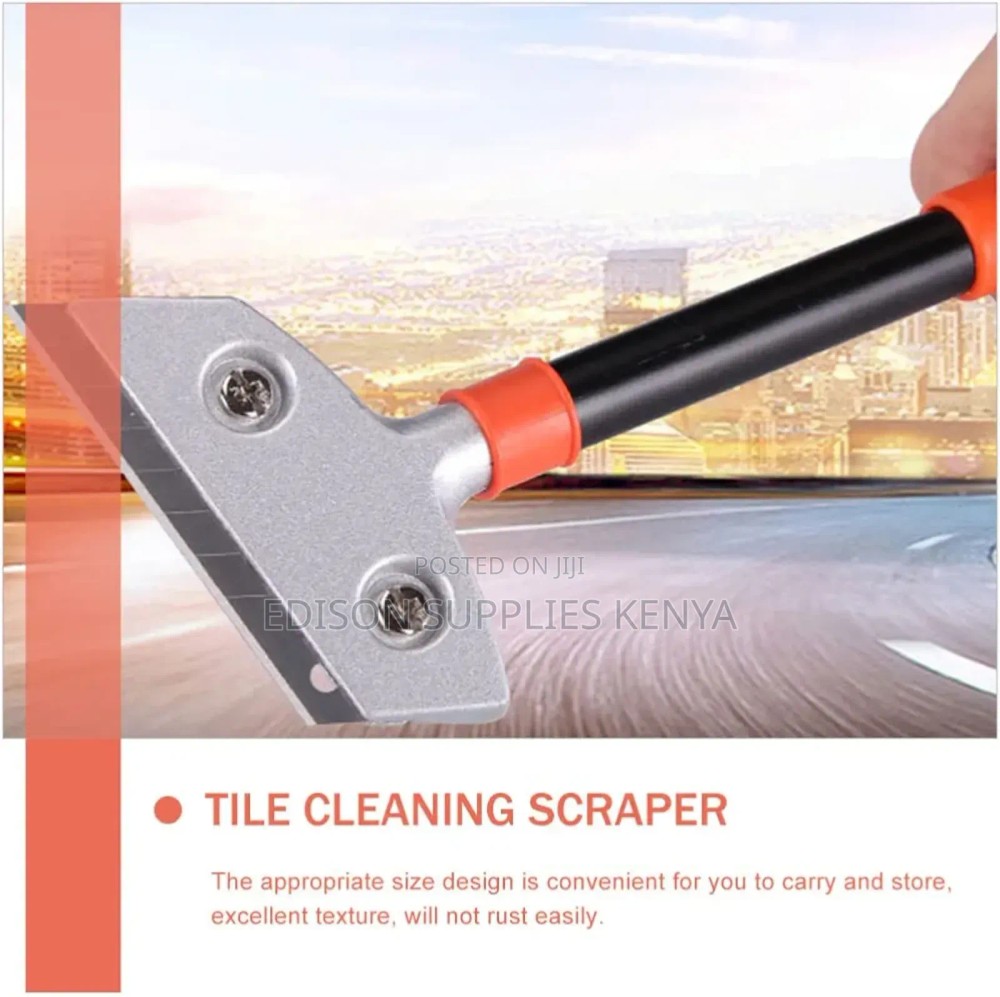 POSTED ON JIJI
EDISON SUPPLIES KENYA
TILE CLEANING SCRAPER
The appropriate size design is convenient for you to carry and store,
excellent texture, will not rust easily.